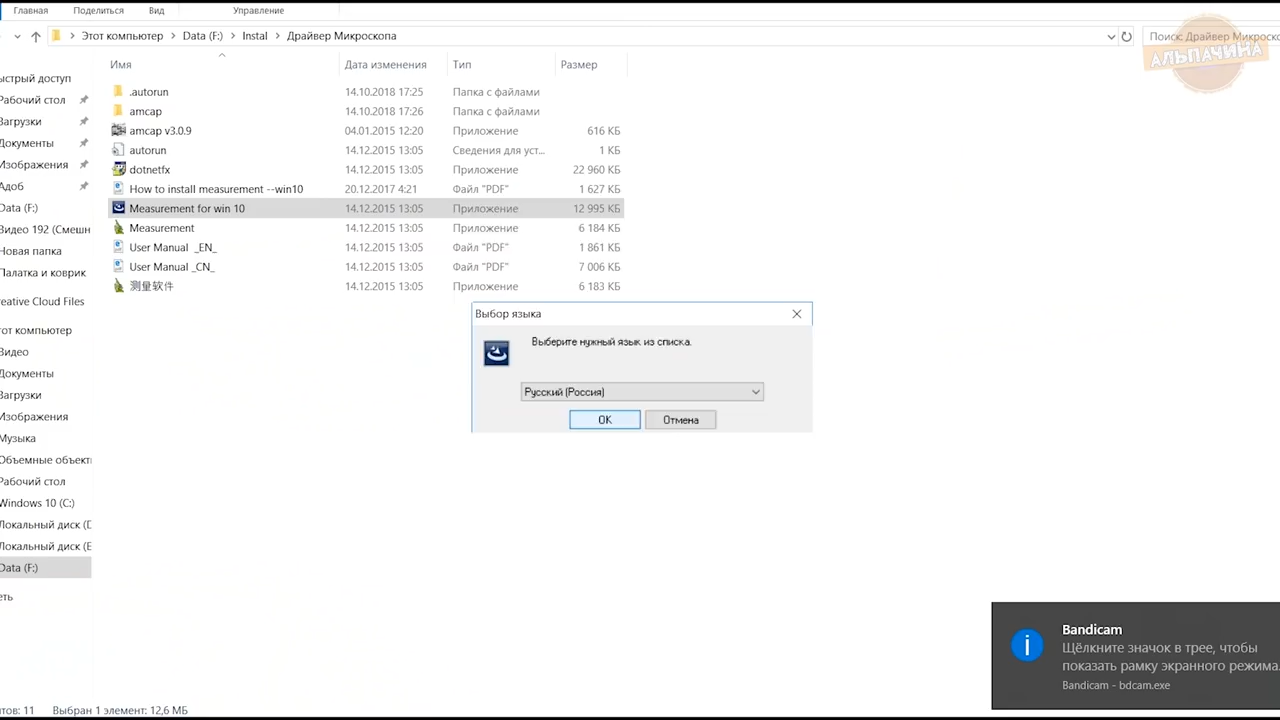 Главная Поделиться Вид Управление
Этот компьютер > Data (F:) > Instal > Драйвер Микроскопа
Поиск: Драйвер Микроско
АЛЬПАЧИНА
Имя Дата изменения Тип Размер
.autorun 14.10.2018 17:25 Папка с файлами
amcap 14.10.2018 17:26 Папка с файлами
amcap v3.0.9 04.01.2015 12:20 Приложение 616 КБ
autorun 14.12.2015 13:05 Сведения для уст... 1 КБ
dotnetfx 14.12.2015 13:05 Приложение 22 960 КБ
How to install measurement --win10 20.12.2017 4:21 Файл "PDF" 1 627 КБ
Measurement for win 10 14.12.2015 13:05 Приложение 12 995 КБ
Measurement 14.12.2015 13:05 Приложение 6 184 КБ
User Manual _EN_ 14.12.2015 13:05 Файл "PDF" 1 861 КБ
User Manual _CN_ 14.12.2015 13:05 Файл "PDF" 7 006 КБ
测量软件 14.12.2015 13:05 Приложение 6 183 КБ
ыстрый доступ
Рабочий стол
Загрузки
Документы
Изображения
Адоб
Data (F:)
Видео 192 (Смешн
Новая папка
Палатка и коврик
eative Cloud Files
от компьютер
Видео
Документы
Загрузки
Изображения
Музыка
Объемные объект
Рабочий стол
Windows 10 (C:)
Локальный диск (D
Локальный диск (E
Data (F:)
еть
Выбор языка
Выберите нужный язык из списка.
Русский (Россия)
ОК Отмена
Bandicam
Щёлкните значок в трее, чтобы
показать рамку экранного режима.
Bandicam - bdcam.exe
тов: 11 Выбран 1 элемент: 12,6 МБ